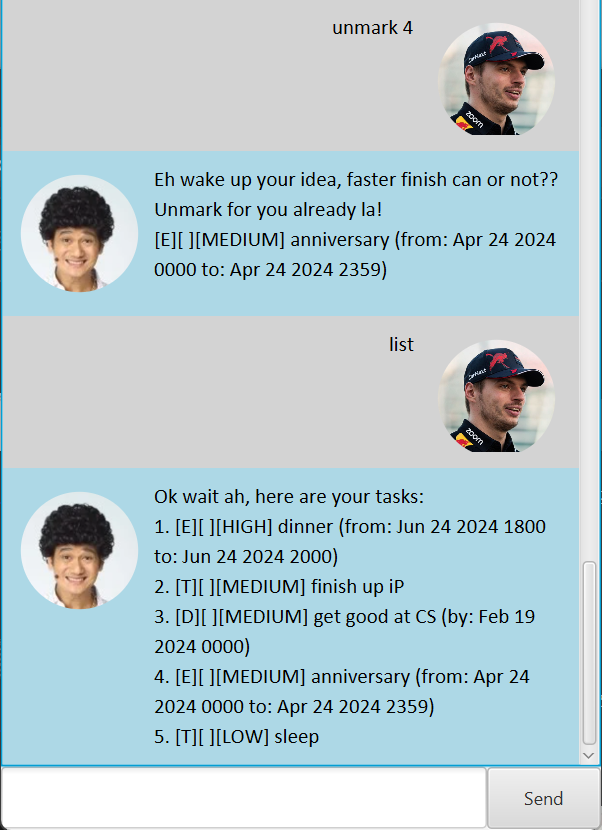 unmark 4
zoom
Eh wake up your idea, faster finish can or not??
Unmark for you already la!
[E][ ][MEDIUM] anniversary (from: Apr 24 2024
0000 to: Apr 24 2024 2359)
list
zoom
Ok wait ah, here are your tasks:
1. [E][ ][HIGH] dinner (from: Jun 24 2024 1800
to: Jun 24 2024 2000)
2. [T][ ][MEDIUM] finish up iP
3. [D][ ][MEDIUM] get good at CS (by: Feb 19
2024 0000)
4. [E][ ][MEDIUM] anniversary (from: Apr 24
2024 0000 to: Apr 24 2024 2359)
5. [T][ ][LOW] sleep
Send